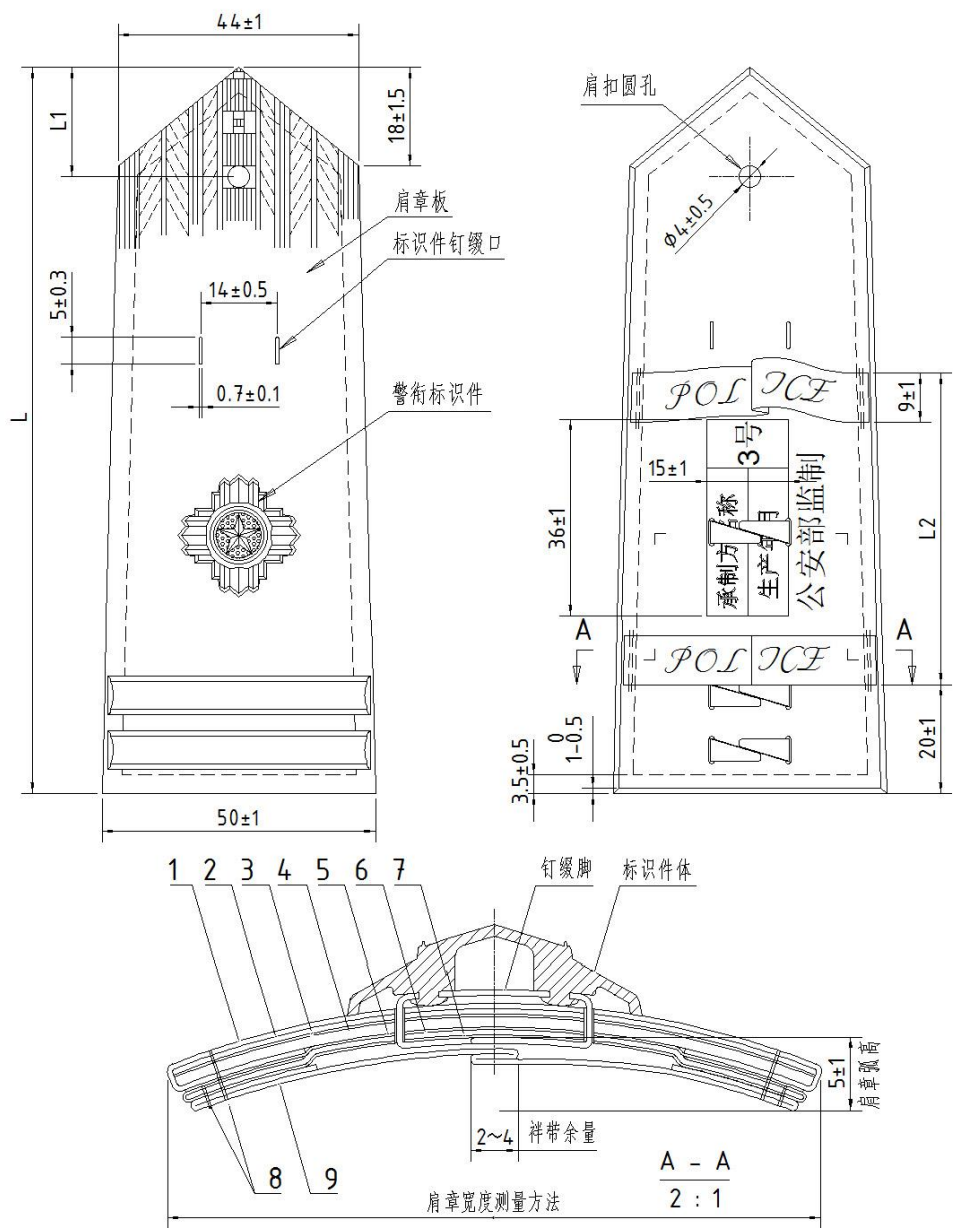 44±1
L1
18±1.5
肩章板
标识件钉缀口
14±0.5
5±0.3
0.7±0.1
警衔标识件
L
50±1
肩扣圆孔
Φ4±0.5
POL ICE
9±1
3号
15±1
36±1
承制方名称
生产年月
公安部监制
L2
A
A
POL ICE
20±1
0
1-0.5
3.5±0.5
1 2 3 4 5 6 7
钉缀脚
标识件体
5±1
肩章弧高
2~4
袢带余量
8 9
A - A
2 : 1
肩章宽度测量方法